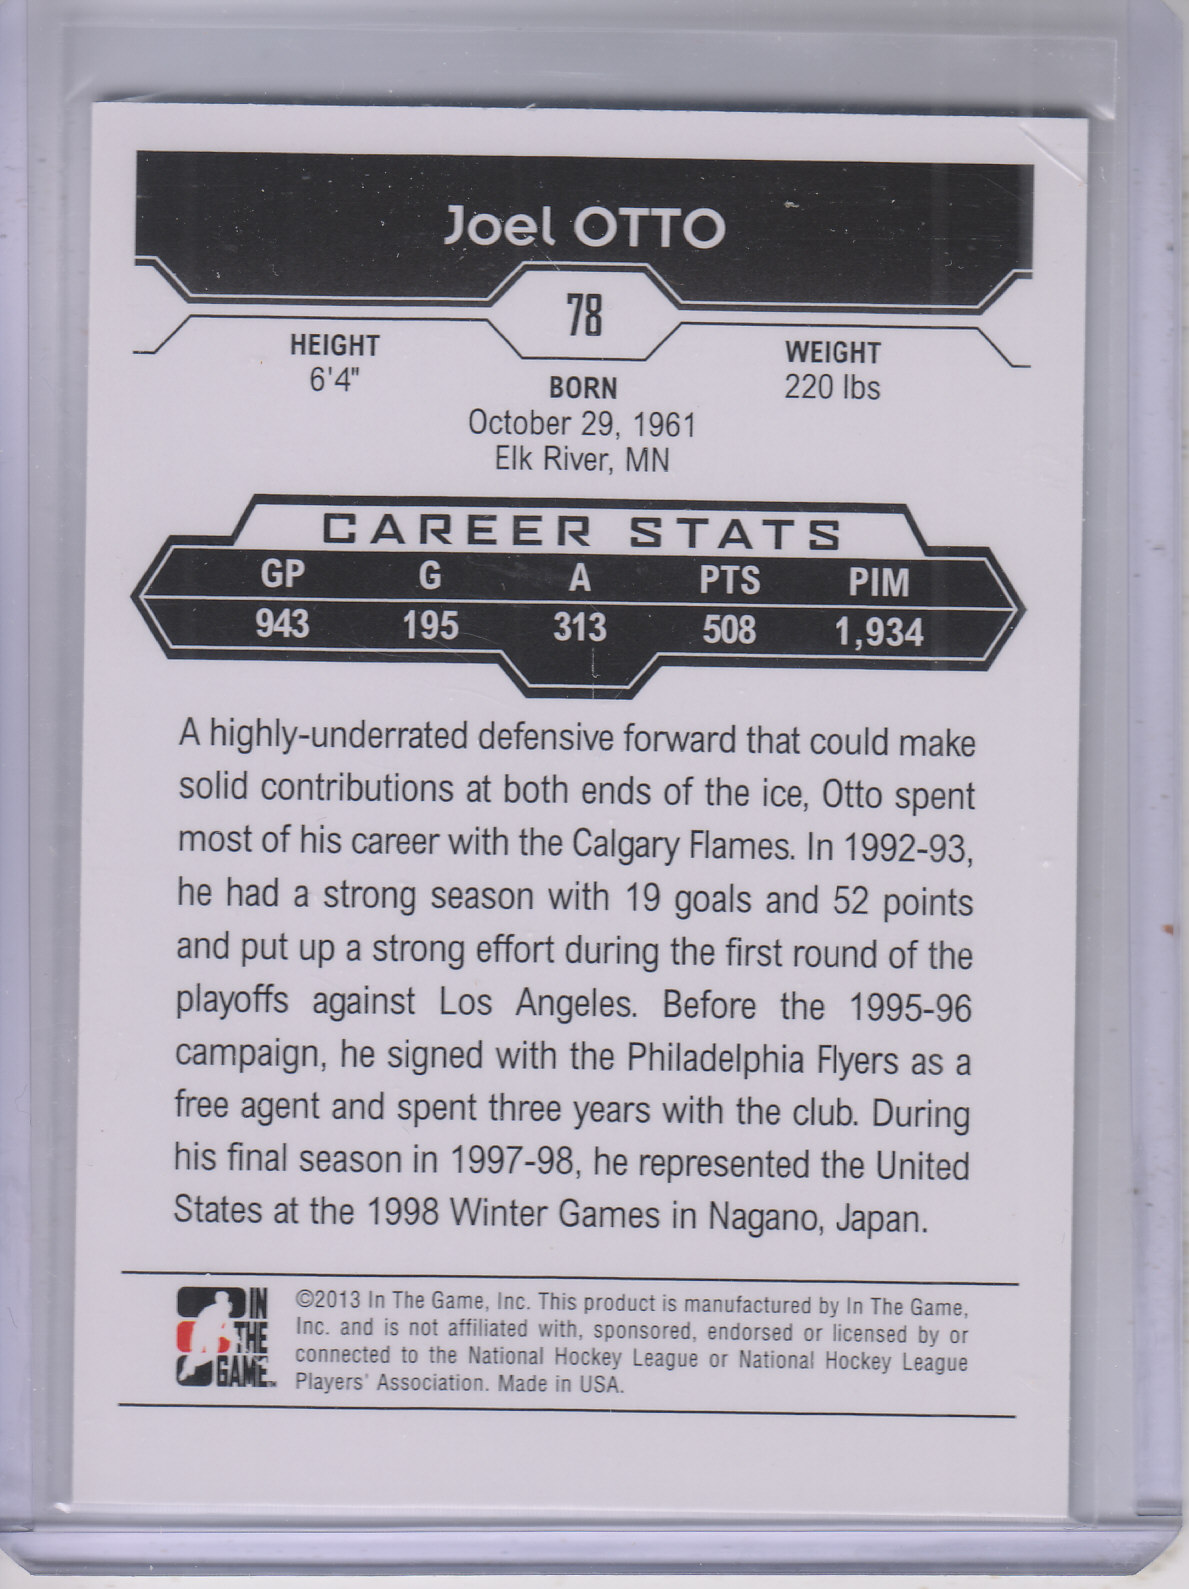 Joel OTTO
78
HEIGHT
6'4"
WEIGHT
220 lbs
BORN
October 29, 1961
Elk River, MN
CAREER STATS
GP G A PTS PIM
943 195 313 508 1,934
A highly-underrated defensive forward that could make
solid contributions at both ends of the ice, Otto spent
most of his career with the Calgary Flames. In 1992-93,
he had a strong season with 19 goals and 52 points
and put up a strong effort during the first round of the
playoffs against Los Angeles. Before the 1995-96
campaign, he signed with the Philadelphia Flyers as a
free agent and spent three years with the club. During
his final season in 1997-98, he represented the United
States at the 1998 Winter Games in Nagano, Japan.
IN
THE
GAME™
©2013 In The Game, Inc. This product is manufactured by In The Game,
Inc. and is not affiliated with, sponsored, endorsed or licensed by or
connected to the National Hockey League or National Hockey League
Players' Association. Made in USA.